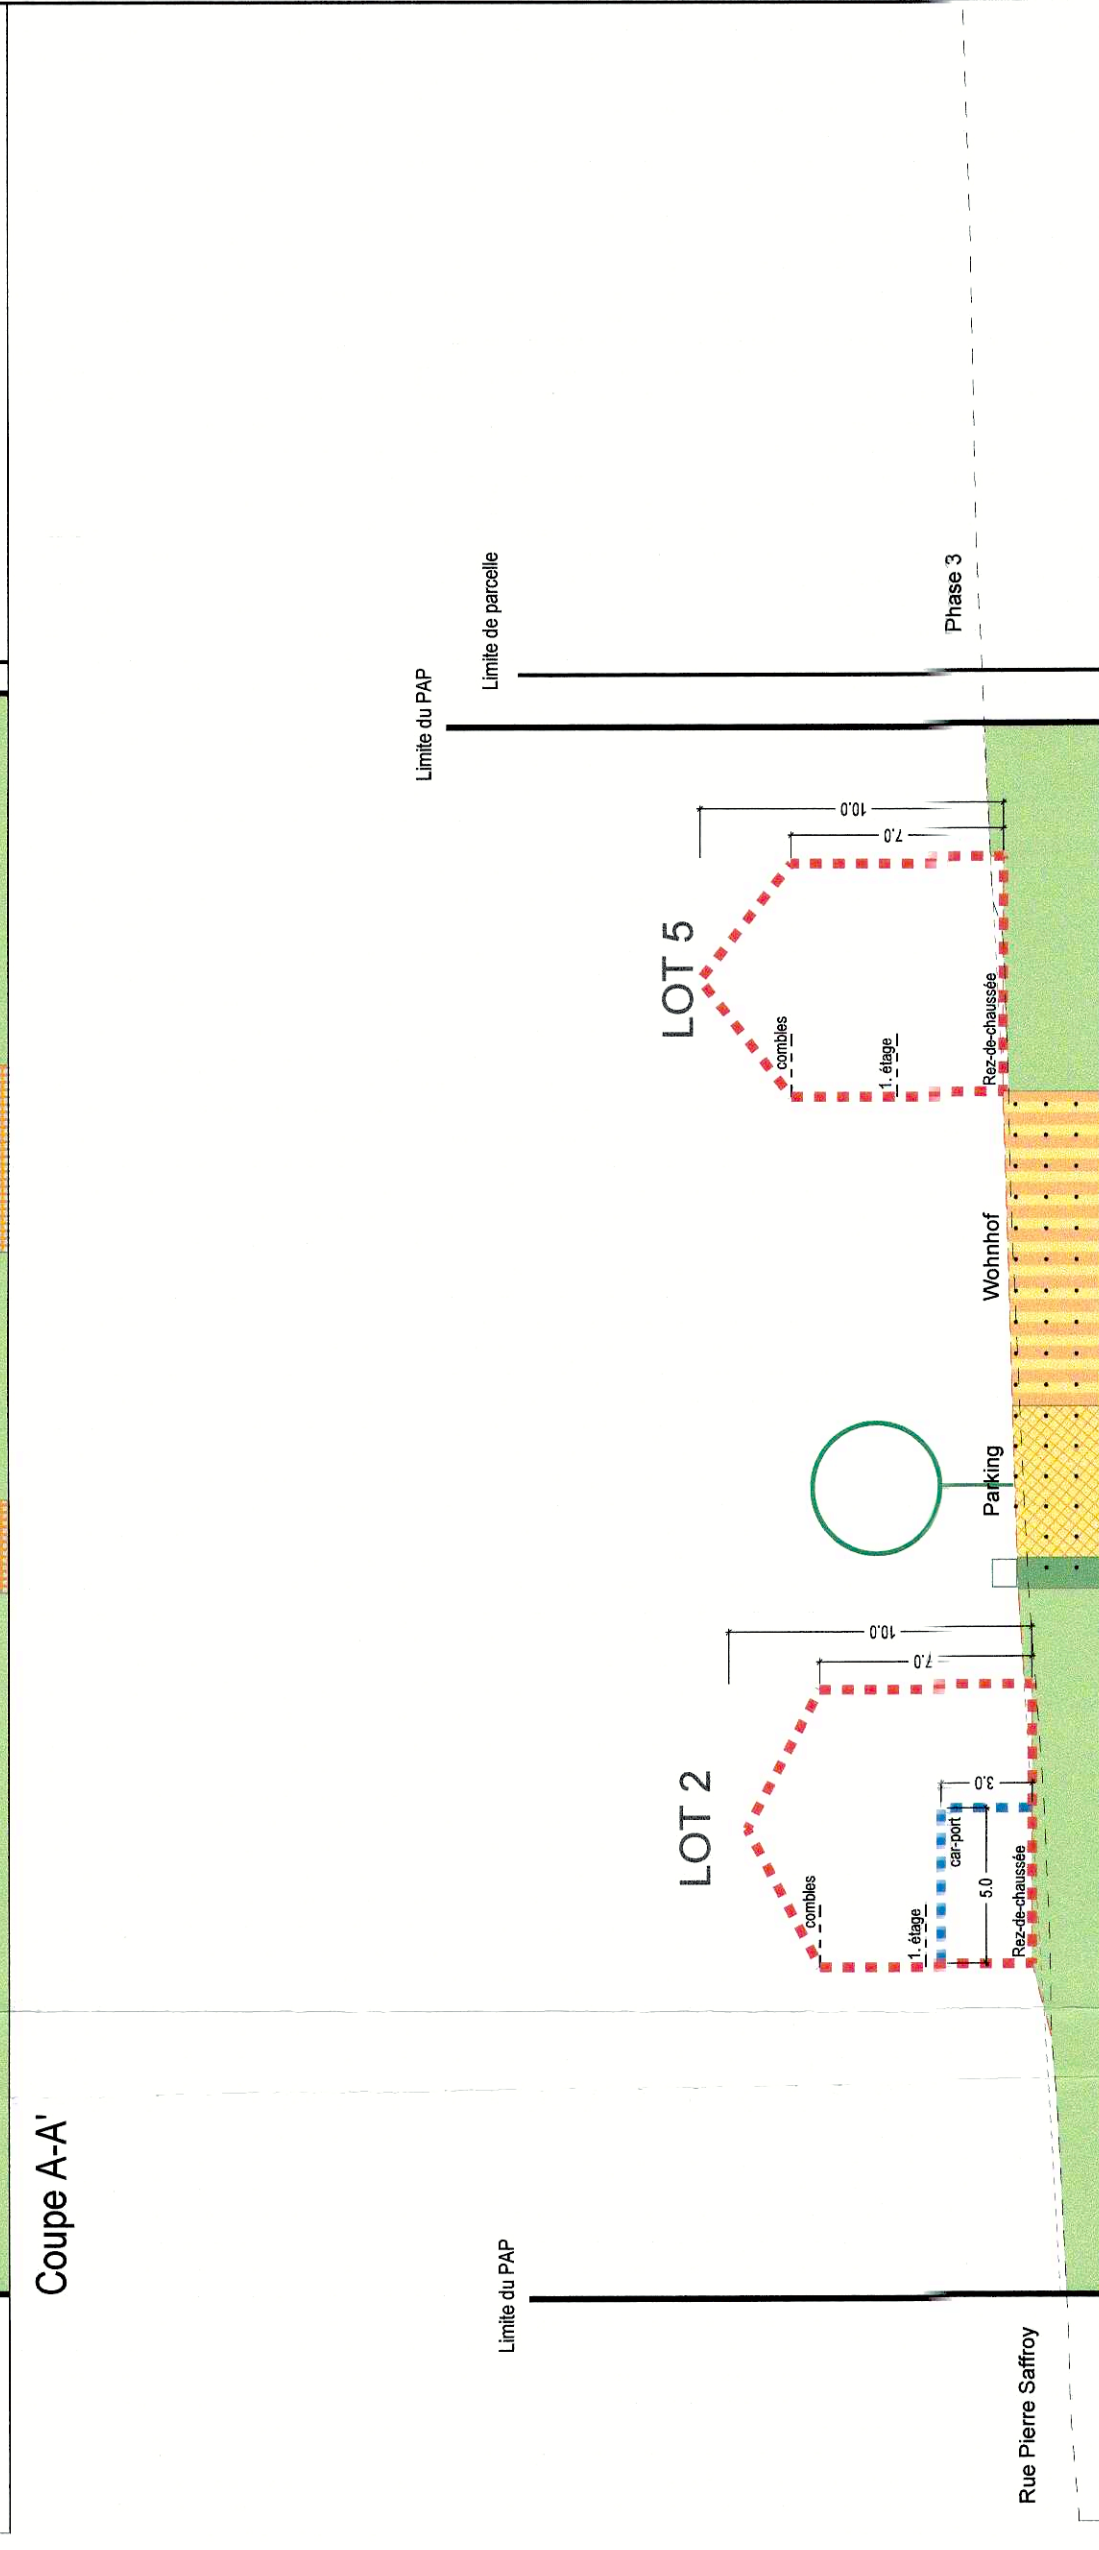 Coupe A-A'
Limite du PAP
Rue Pierre Saffroy
LOT 2
combles
1. étage
car-port
5.0
3.0
Rez-de-chaussée
7.0
10.0
Parking
Wohnhof
LOT 5
combles
1. étage
Rez-de-chaussée
7.0
10.0
Limite du PAP
Limite de parcelle
Phase 3